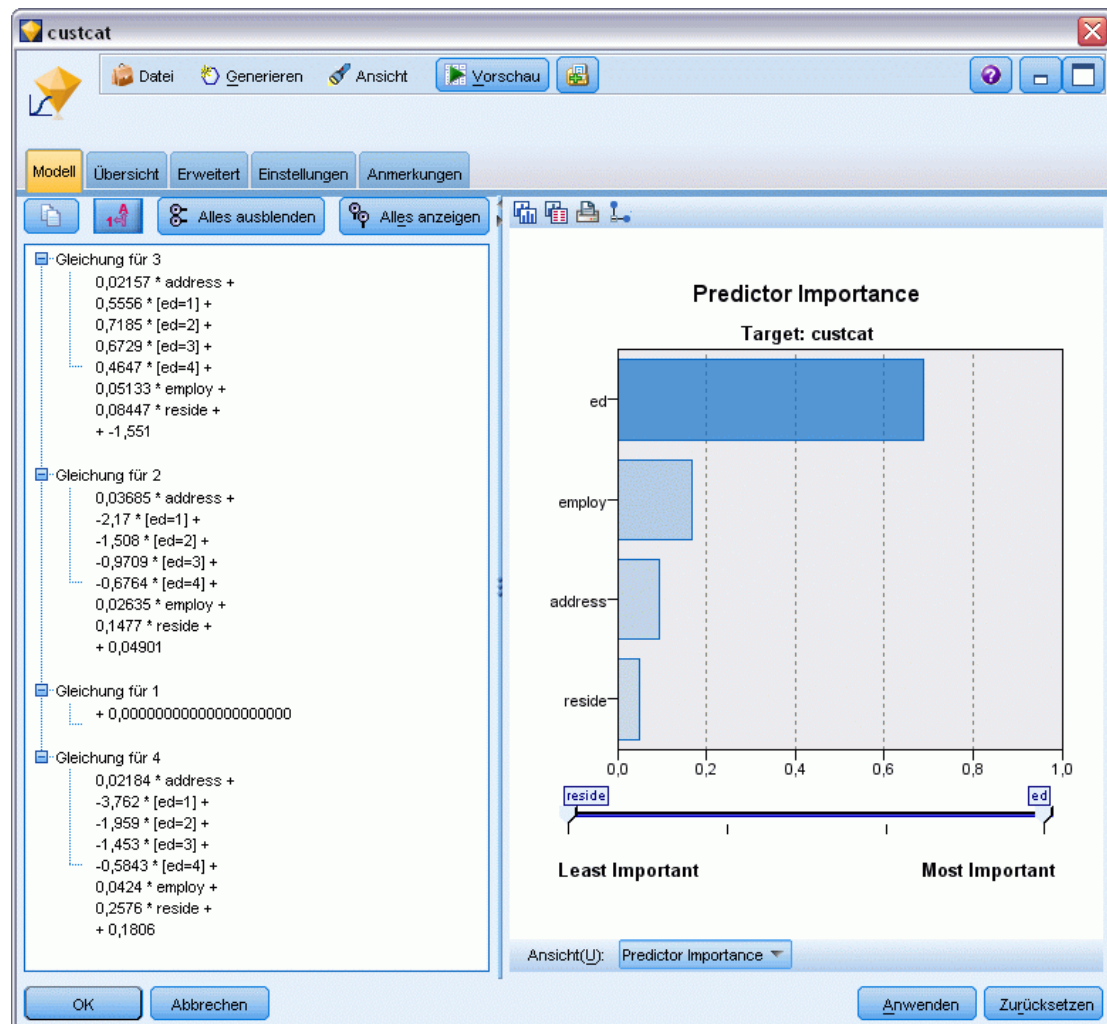 custcat
Datei Generieren Ansicht Vorschau
Modell Übersicht Erweitert Einstellungen Anmerkungen
Alles ausblenden Alles anzeigen
Gleichung für 3
0,02157 * address +
0,5556 * [ed=1] +
0,7185 * [ed=2] +
0,6729 * [ed=3] +
0,4647 * [ed=4] +
0,05133 * employ +
0,08447 * reside +
+ -1,551
Gleichung für 2
0,03685 * address +
-2,17 * [ed=1] +
-1,508 * [ed=2] +
-0,9709 * [ed=3] +
-0,6764 * [ed=4] +
0,02635 * employ +
0,1477 * reside +
+ 0,04901
Gleichung für 1
+ 0,00000000000000000000
Gleichung für 4
0,02184 * address +
-3,762 * [ed=1] +
-1,959 * [ed=2] +
-1,453 * [ed=3] +
-0,5843 * [ed=4] +
0,0424 * employ +
0,2576 * reside +
+ 0,1806
Predictor Importance
Target: custcat
ed
employ
address
reside
0,0 0,2 0,4 0,6 0,8 1,0
reside ed
Least Important Most Important
Ansicht(U): Predictor Importance
OK Abbrechen Anwenden Zurücksetzen